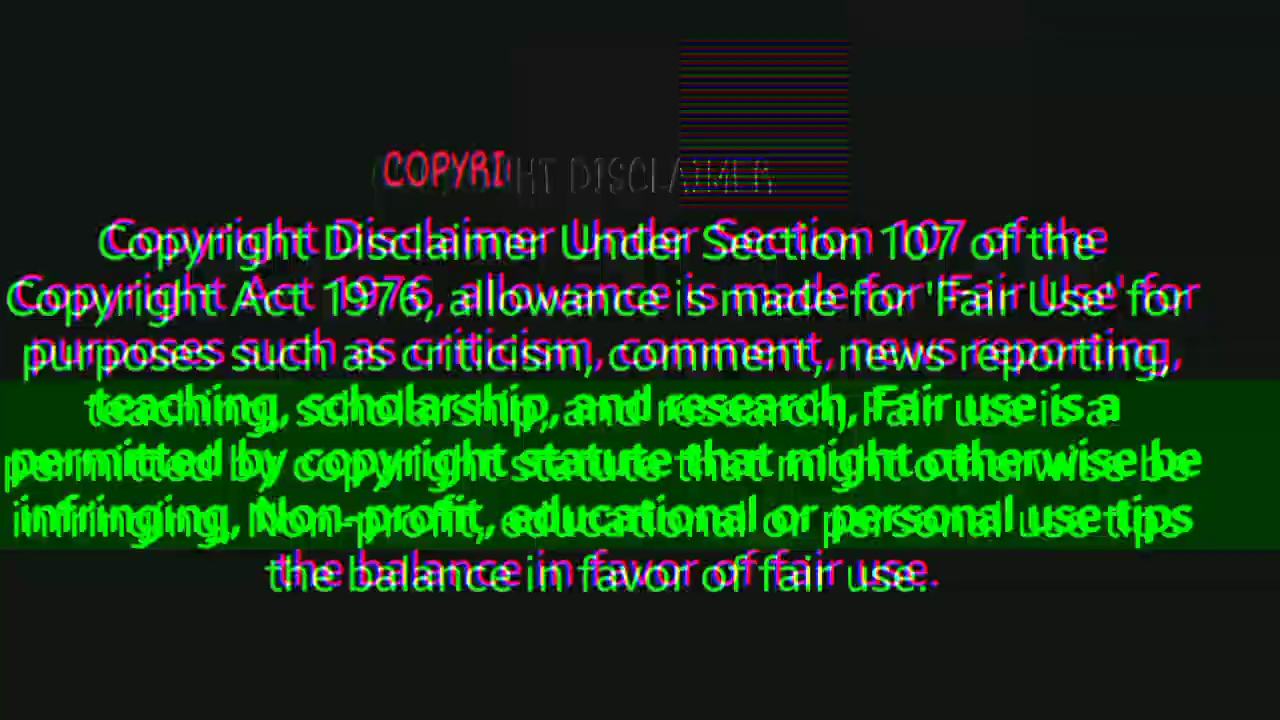 COPYRIGHT DISCLAIMER
Copyright Disclaimer Under Section 107 of the
Copyright Act 1976, allowance is made for 'Fair Use' for
purposes such as criticism, comment, news reporting,
teaching, scholarship, and research, Fair use is a
permitted by copyright statute that might otherwise be
infringing, Non-profit, educational or personal use tips
the balance in favor of fair use.